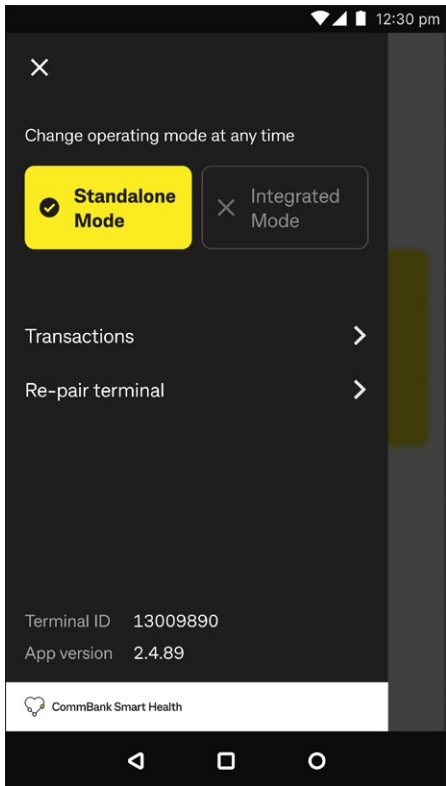 12:30 pm
Change operating mode at any time
Standalone
Mode
Integrated
Mode
Transactions
Re-pair terminal
Terminal ID 13009890
App version 2.4.89
CommBank Smart Health